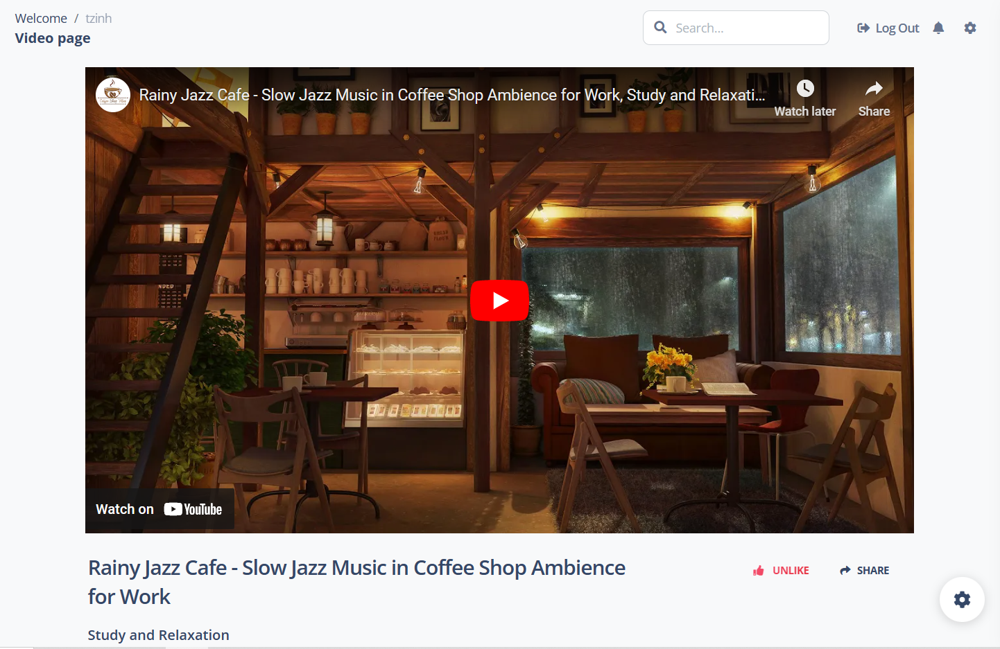 Welcome / tzinh
Video page
Search...
Log Out
Rainy Jazz Cafe - Slow Jazz Music in Coffee Shop Ambience for Work, Study and Relaxati...
Watch later
Share
Watch on YouTube
Rainy Jazz Cafe - Slow Jazz Music in Coffee Shop Ambience
for Work
UNLIKE
SHARE
Study and Relaxation